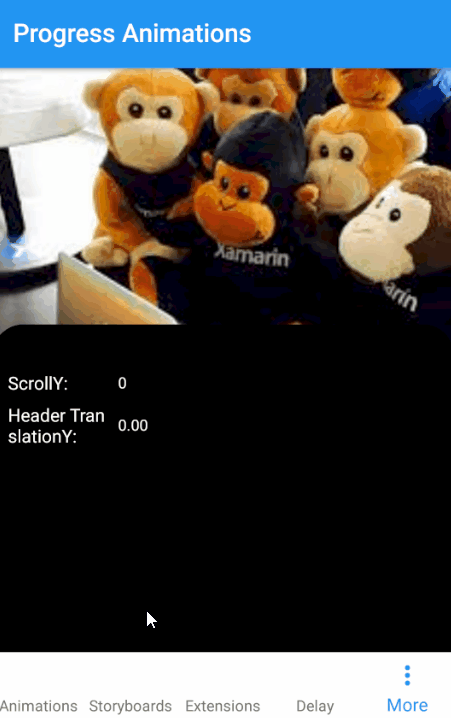 Progress Animations
Xamarin
arin
ScrollY:
0
Header Tran
slationY:
0.00
Animations
Storyboards
Extensions
Delay
More